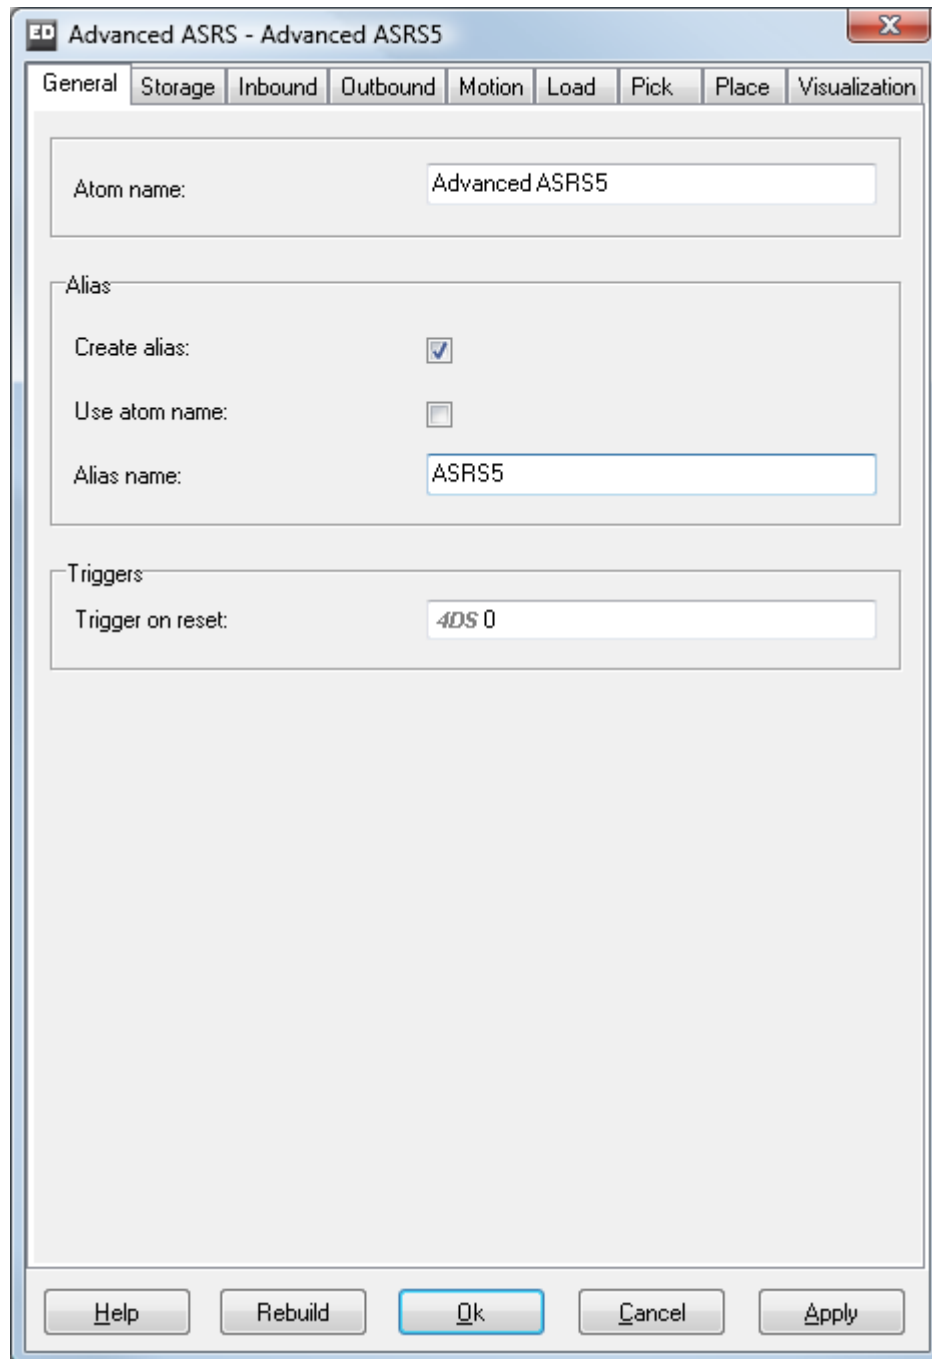 ED Advanced ASRS - Advanced ASRS5
General Storage Inbound Outbound Motion Load Pick Place Visualization
Atom name: Advanced ASRS5
Alias
Create alias:
Use atom name:
Alias name: ASRS5
Triggers
Trigger on reset: 4DS 0
Help Rebuild Ok Cancel Apply